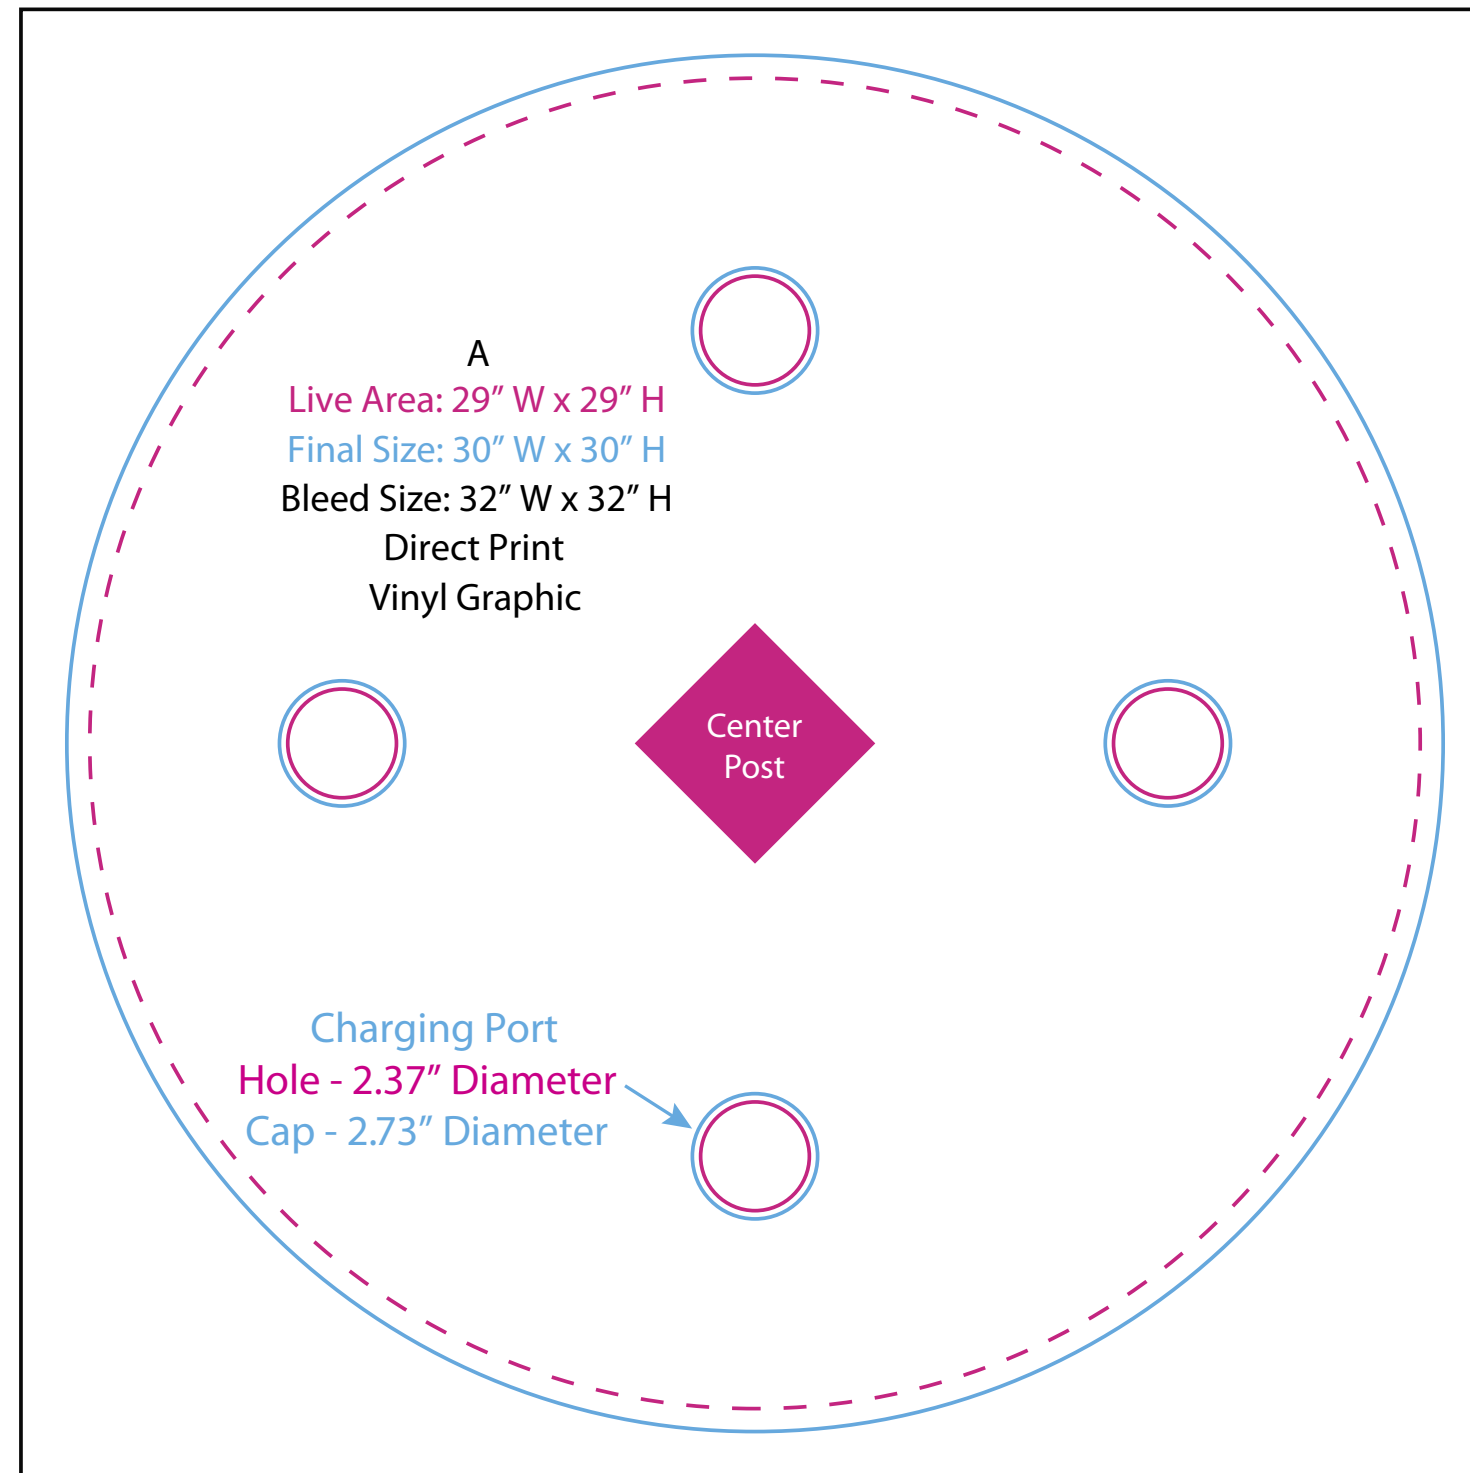 A
Live Area: 29” W x 29” H
Final Size: 30” W x 30” H
Bleed Size: 32” W x 32” H
Direct Print
Vinyl Graphic
Center
Post
Charging Port
Hole - 2.37” Diameter
Cap - 2.73” Diameter